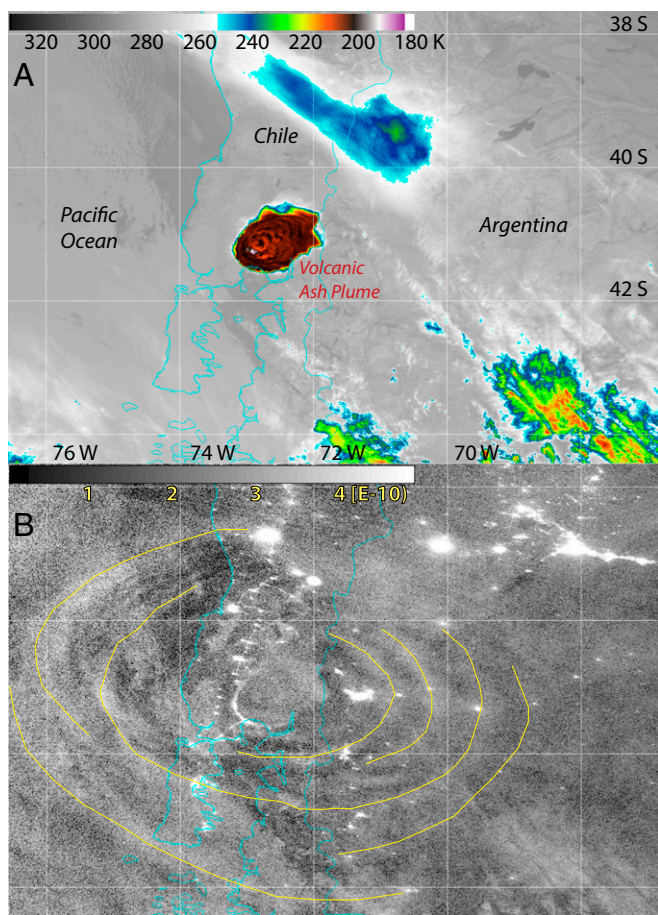 320 300 280 260 240 220 200 180 K
38 S
A
Chile
40 S
Pacific
Ocean
Argentina
Volcanic
Ash Plume
42 S
76 W 74 W 72 W 70 W
1 2 3 4 [E-10)
B